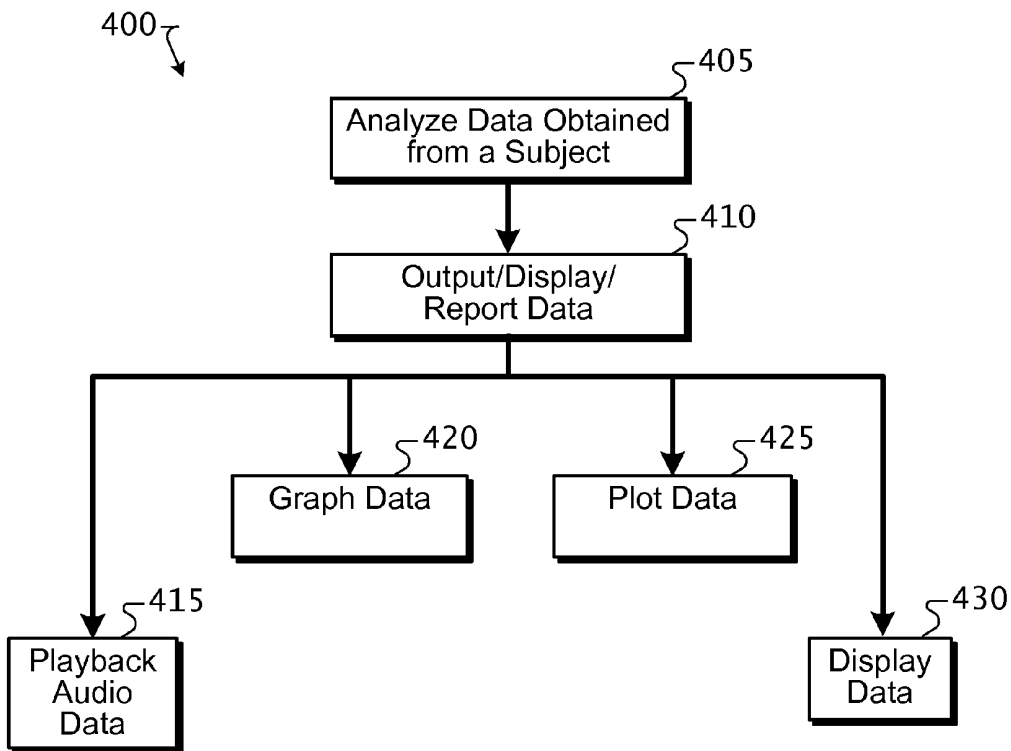 400
405
Analyze Data Obtained
from a Subject
410
Output/Display/
Report Data
420
Graph Data
425
Plot Data
415
Playback
Audio
Data
430
Display
Data